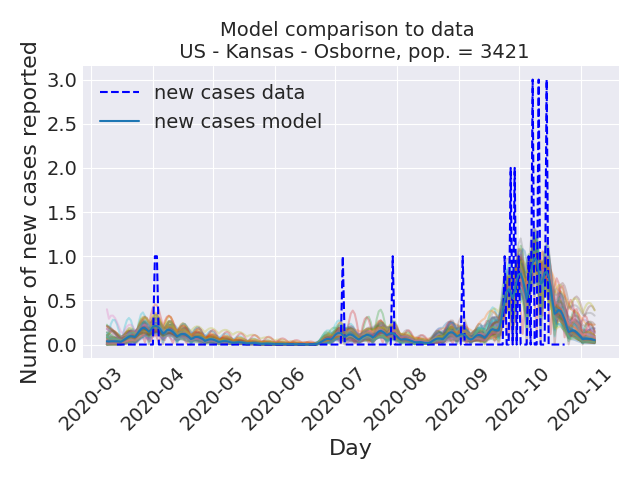 Model comparison to data
US - Kansas - Osborne, pop. = 3421
Number of new cases reported
3.0
2.5
2.0
1.5
1.0
0.5
0.0
new cases data
new cases model
2020-03
2020-04
2020-05
2020-06
2020-07
2020-08
2020-09
2020-10
2020-11
Day